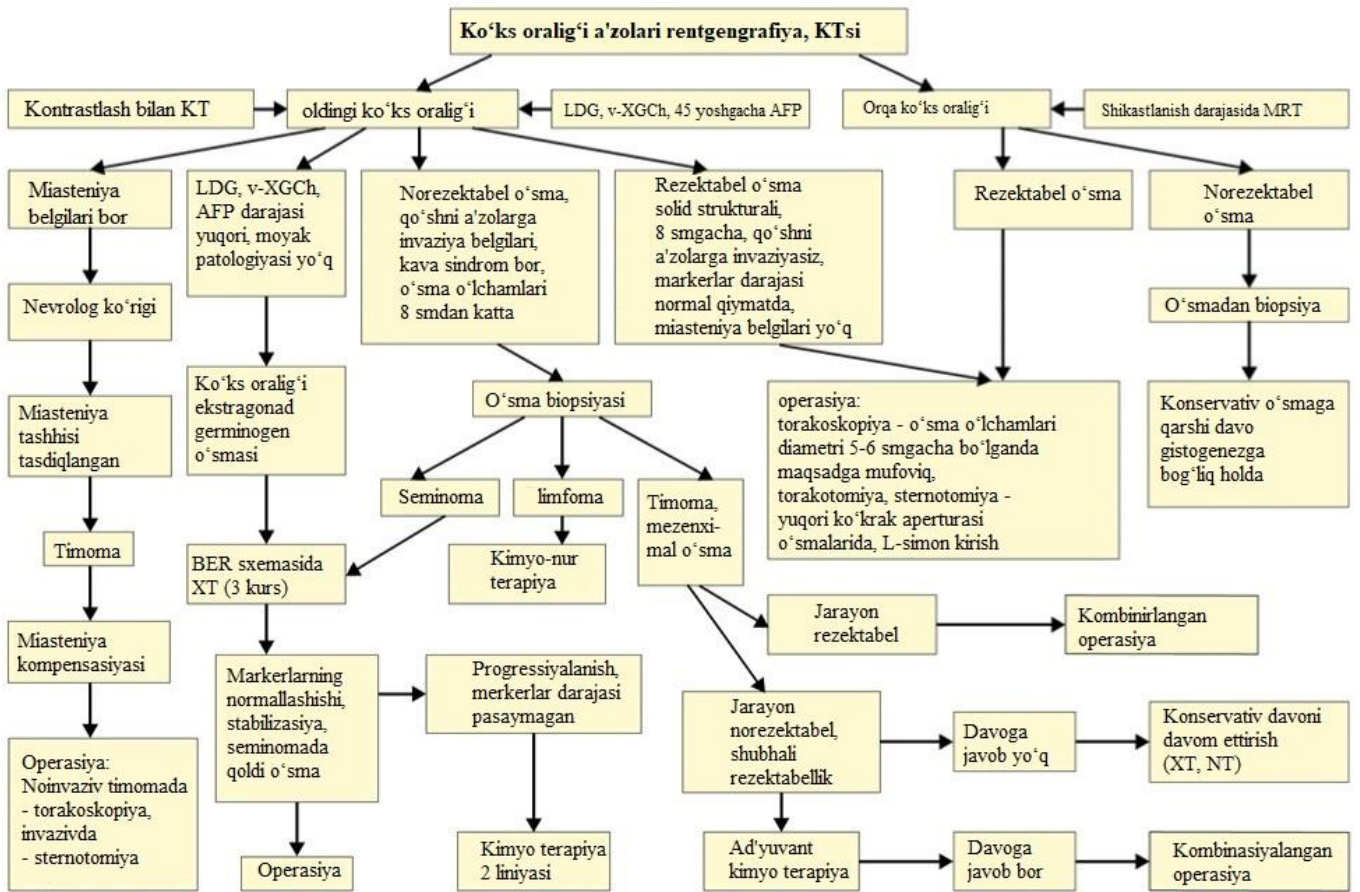 Ko‘ks oralig‘i a'zolari rentgengrafiya, KTsi
Kontrastlash bilan KT
oldingi ko‘ks oralig‘i
LDG, v-XGCh, 45 yoshgacha AFP
Orqa ko‘ks oralig‘i
Shikastlanish darajasida MRT
Miasteniya
belgilari bor
LDG, v-XGCh,
AFP darajasi
yuqori, moyak
patologiyasi yo‘q
Norezektabel o‘sma,
qo‘shni a'zolarga
invaziya belgilari,
kava sindrom bor,
o‘sma o‘lchamlari
8 smdan katta
Rezektabel o‘sma
solid strukturali,
8 smgacha, qo‘shni
a'zolarga invaziyasiz,
markerlar darajasi
normal qiymatda,
miasteniya belgilari yo‘q
Rezektabel o‘sma
Norezektabel
o‘sma
Nevrolog ko‘rigi
O‘smadan biopsiya
Miasteniya
tashhisi
tasdiqlangan
Ko‘ks oralig‘i
ekstragonad
germinogen
o‘smasi
O‘sma biopsiyasi
operasiya:
torakoskopiya - o‘sma o‘lchamlari
diametri 5-6 smgacha bo‘lganda
maqsadga mufoviq,
torakotomiya, sternotomiya -
yuqori ko‘krak aperturasi
o‘smalarida, L-simon kirish
Konservativ o‘smaga
qarshi davo
gistogenezga
bog‘liq holda
Seminoma
limfoma
Timoma,
mezenxi-
mal o‘sma
Timoma
BER sxemasida
XT (3 kurs)
Kimyo-nur
terapiya
Jarayon
rezektabel
Kombinirlangan
operasiya
Miasteniya
kompensasiyasi
Markerlarning
normallashishi,
stabilizasiya,
seminomada
qoldi o‘sma
Progressiyalanish,
merkerlar darajasi
pasaymagan
Jarayon
norezektabel,
shubhali
rezektabellik
Davoga
javob yo‘q
Konservativ davoni
davom ettirish
(XT, NT)
Operasiya:
Noinvaziv timomada
- torakoskopiya,
invazivda
- sternotomiya
Operasiya
Kimyo terapiya
2 liniyasi
Ad'yuvant
kimyo terapiya
Davoga
javob bor
Kombinasiyalangan
operasiya